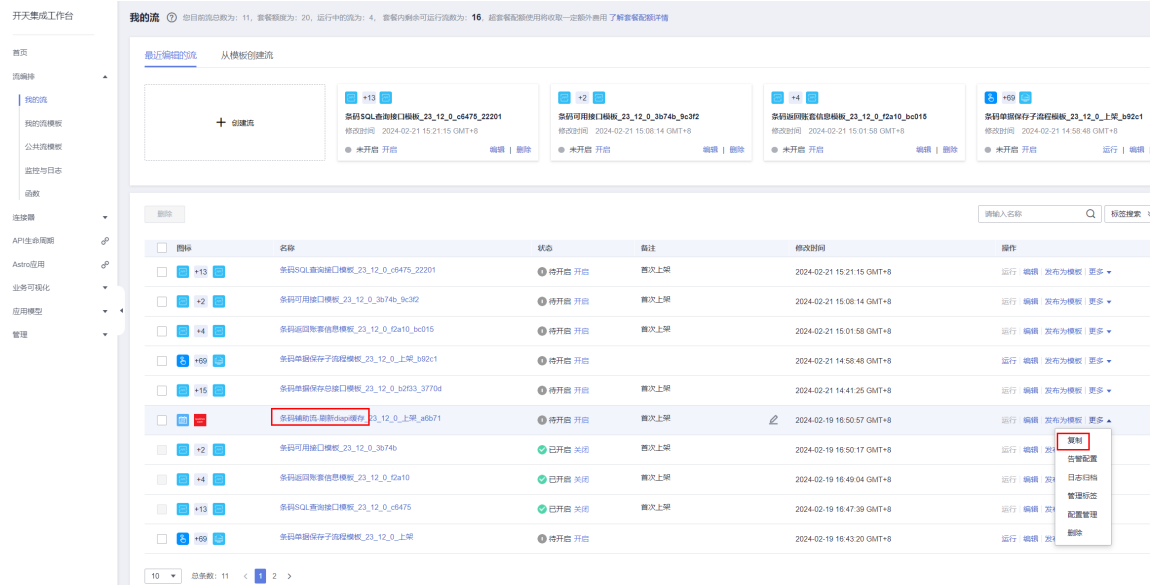 开天集成工作台
首页
流编排
我的流
我的流模板
公共流模板
监控与日志
函数
连接器
API生命周期
Astro应用
业务可视化
应用模型
管理
我的流 您目前流总数为: 11, 套餐额度为: 20, 运行中的流为: 4, 套餐内剩余可运行流数为: 16, 超套餐配额使用将收取一定额外费用 了解套餐配额详情
最近编辑的流 从模板创建流
+ 创建流
+13
条码SQL查询接口模板_23_12_0_c6475_22201
修改时间 2024-02-21 15:21:15 GMT+8
未开启 开启 编辑 | 删除
+2
条码可用接口模板_23_12_0_3b74b_9c3f2
修改时间 2024-02-21 15:08:14 GMT+8
未开启 开启 编辑 | 删除
+4
条码返回账套信息模板_23_12_0_f2a10_bc015
修改时间 2024-02-21 15:01:58 GMT+8
未开启 开启 编辑 | 删除
+69
条码单据保存子流程模板_23_12_0_上架_b92c1
修改时间 2024-02-21 14:58:48 GMT+8
未开启 开启 运行 | 编辑
删除 请输入名称 标签搜索
图标 名称 状态 备注 修改时间 操作
+13 条码SQL查询接口模板_23_12_0_c6475_22201 待开启 开启 首次上架 2024-02-21 15:21:15 GMT+8 运行 | 编辑 | 发布为模板 | 更多
+2 条码可用接口模板_23_12_0_3b74b_9c3f2 待开启 开启 首次上架 2024-02-21 15:08:14 GMT+8 运行 | 编辑 | 发布为模板 | 更多
+4 条码返回账套信息模板_23_12_0_f2a10_bc015 待开启 开启 首次上架 2024-02-21 15:01:58 GMT+8 运行 | 编辑 | 发布为模板 | 更多
+69 条码单据保存子流程模板_23_12_0_上架_b92c1 待开启 开启 2024-02-21 14:58:48 GMT+8 运行 | 编辑 | 发布为模板 | 更多
+15 条码单据保存总接口模板_23_12_0_b2f33_3770d 待开启 开启 首次上架 2024-02-21 14:41:25 GMT+8 运行 | 编辑 | 发布为模板 | 更多
条码辅助流-刷新dapi缓存_23_12_0_上架_a6b71 待开启 开启 首次上架 2024-02-19 16:50:57 GMT+8 运行 | 编辑 | 发布为模板 | 更多
+2 条码可用接口模板_23_12_0_3b74b 已开启 关闭 首次上架 2024-02-19 16:50:17 GMT+8 运行 | 编辑 | 发
+4 条码返回账套信息模板_23_12_0_f2a10 已开启 关闭 首次上架 2024-02-19 16:49:04 GMT+8 运行 | 编辑 | 发
+13 条码SQL查询接口模板_23_12_0_c6475 已开启 关闭 首次上架 2024-02-19 16:47:39 GMT+8 运行 | 编辑 | 发
+69 条码单据保存子流程模板_23_12_0_上架 待开启 开启 2024-02-19 16:43:20 GMT+8 运行 | 编辑 | 发
复制
告警配置
日志归档
管理标签
配置管理
删除
10 总条数: 11 < 1 2 >